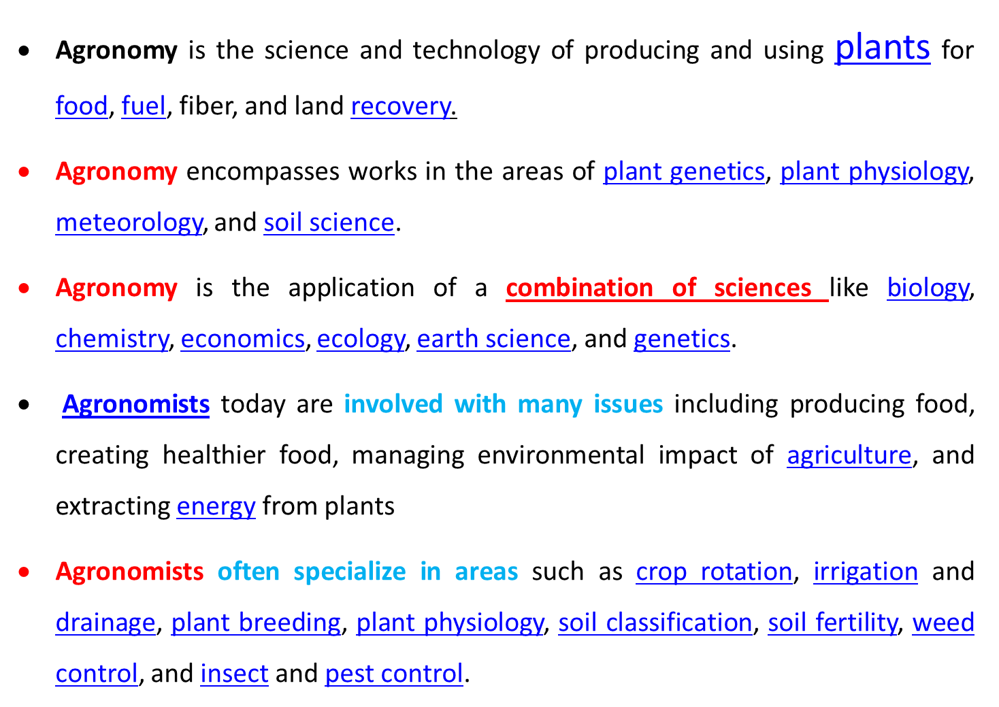 • Agronomy is the science and technology of producing and using plants for
food, fuel, fiber, and land recovery.
• Agronomy encompasses works in the areas of plant genetics, plant physiology,
meteorology, and soil science.
• Agronomy is the application of a combination of sciences like biology,
chemistry, economics, ecology, earth science, and genetics.
• Agronomists today are involved with many issues including producing food,
creating healthier food, managing environmental impact of agriculture, and
extracting energy from plants
• Agronomists often specialize in areas such as crop rotation, irrigation and
drainage, plant breeding, plant physiology, soil classification, soil fertility, weed
control, and insect and pest control.